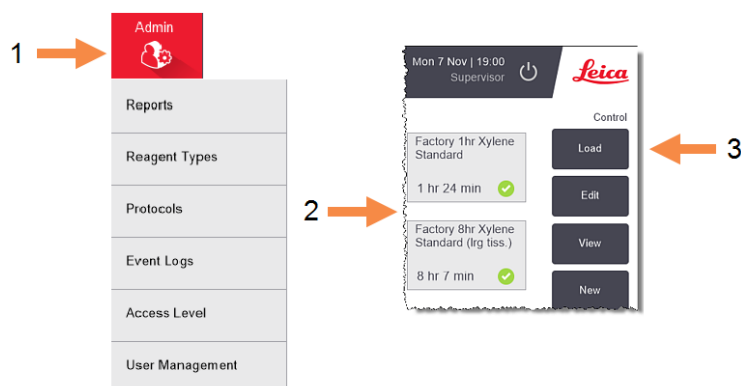 1
Admin
Reports
Reagent Types
Protocols
Event Logs
Access Level
User Management
2
Mon 7 Nov | 19:00
Supervisor
Leica
Factory 1hr Xylene
Standard
1 hr 24 min
Factory 8hr Xylene
Standard (lrg tiss.)
8 hr 7 min
Control
Load
Edit
View
New
3